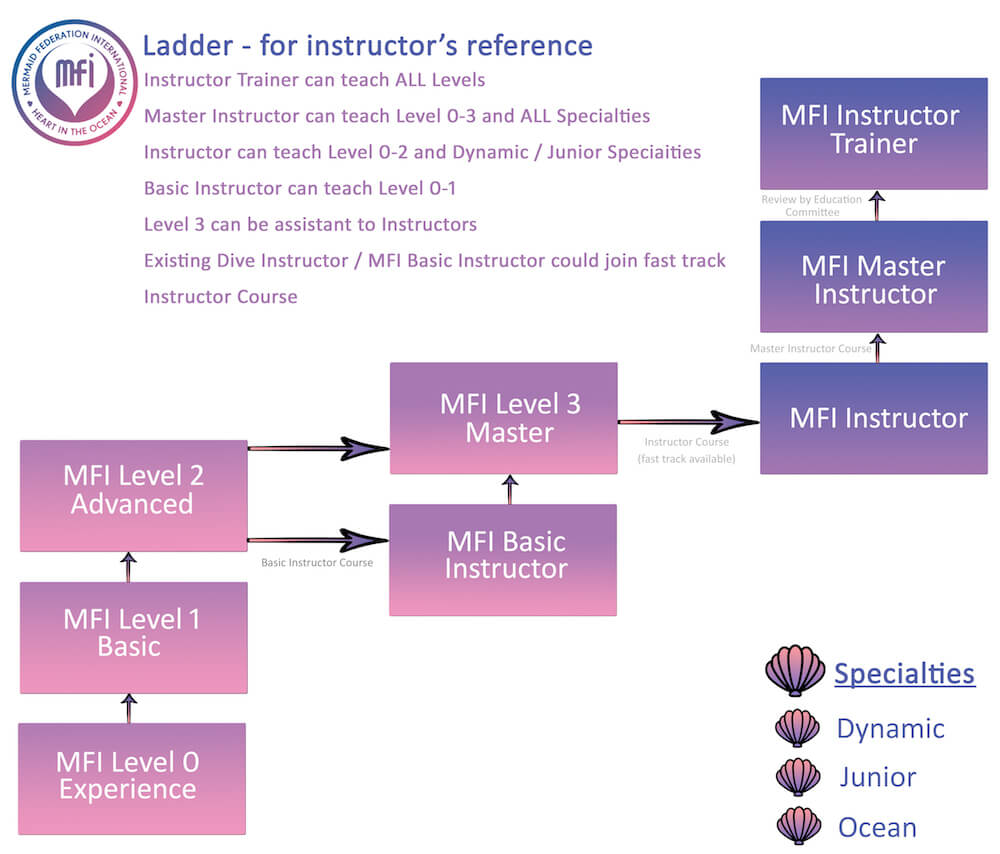 MERMAID FEDERATION INTERNATIONAL
mfi
HEART IN THE OCEAN
Ladder - for instructor's reference
Instructor Trainer can teach ALL Levels
Master Instructor can teach Level 0-3 and ALL Specialties
Instructor can teach Level 0-2 and Dynamic / Junior Speciaities
Basic Instructor can teach Level 0-1
Level 3 can be assistant to Instructors
Existing Dive Instructor / MFI Basic Instructor could join fast track
Instructor Course
MFI Instructor
Trainer
Review by Education
Committee
MFI Master
Instructor
Master Instructor Course
MFI Level 3
Master
MFI Instructor
Instructor Course
(fast track available)
MFI Level 2
Advanced
MFI Basic
Instructor
Basic Instructor Course
MFI Level 1
Basic
MFI Level 0
Experience
Specialties
Dynamic
Junior
Ocean